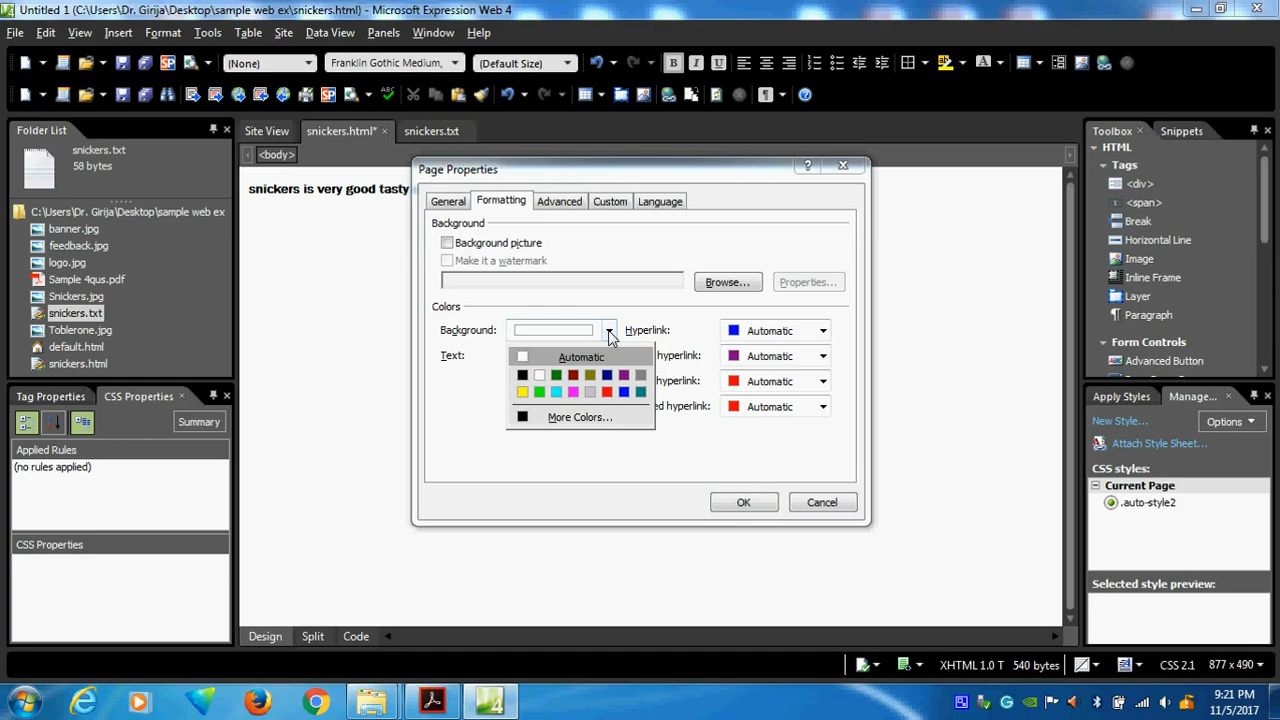 Untitled 1 (C:\Users\Dr. Girija\Desktop\sample web ex\snickers.html) - Microsoft Expression Web 4
File Edit View Insert Format Tools Table Site Data View Panels Window Help
(None) Franklin Gothic Medium, (Default Size) B I U
Folder List
snickers.txt
58 bytes
C:\Users\Dr. Girija\Desktop\sample web ex
banner.jpg
feedback.jpg
logo.jpg
Sample 4qus.pdf
Snickers.jpg
snickers.txt
Toblerone.jpg
default.html
snickers.html
Tag Properties CSS Properties ×
Summary
Applied Rules
(no rules applied)
CSS Properties
Site View snickers.html* × snickers.txt
<body>
snickers is very good tasty
Page Properties
General Formatting Advanced Custom Language
Background
Background picture
Make it a watermark
Browse... Properties...
Colors
Background: Hyperlink: Automatic
Text: Automatic hyperlink: Automatic
hyperlink: Automatic
More Colors... ed hyperlink: Automatic
OK Cancel
Design Split Code
Toolbox × Snippets
HTML
Tags
<div>
<span>
Break
Horizontal Line
Image
Inline Frame
Layer
Paragraph
Form Controls
Advanced Button
Apply Styles Manage... ×
New Style... Options
Attach Style Sheet...
CSS styles:
Current Page
.auto-style2
Selected style preview:
XHTML 1.0 T 540 bytes CSS 2.1 877 × 490
9:21 PM
11/5/2017